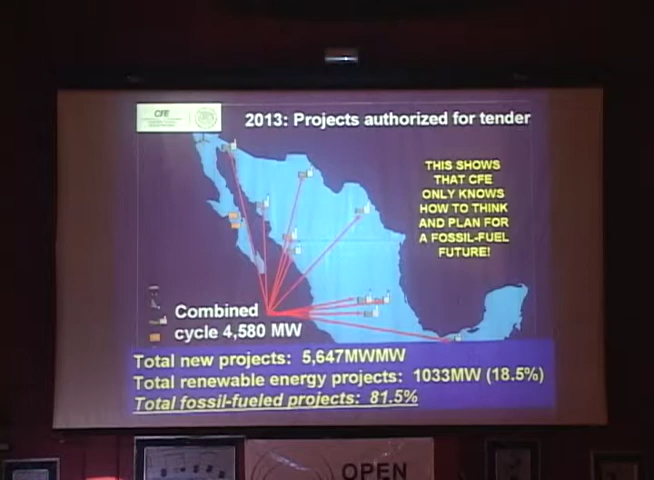 CFE
2013: Projects authorized for tender
THIS SHOWS
THAT CFE
ONLY KNOWS
HOW TO THINK
AND PLAN FOR
A FOSSIL-FUEL
FUTURE!
Combined
cycle 4,580 MW
Total new projects: 5,647MWMW
Total renewable energy projects: 1033MW (18.5%)
Total fossil-fueled projects: 81.5%
OPEN